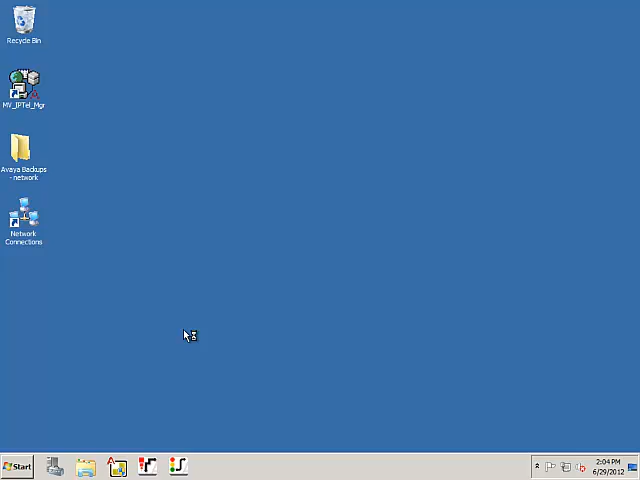 Recycle Bin
MV_IPTel_Mgr
Avaya Backups
- network
Network
Connections
Start
2:04 PM
6/29/2012